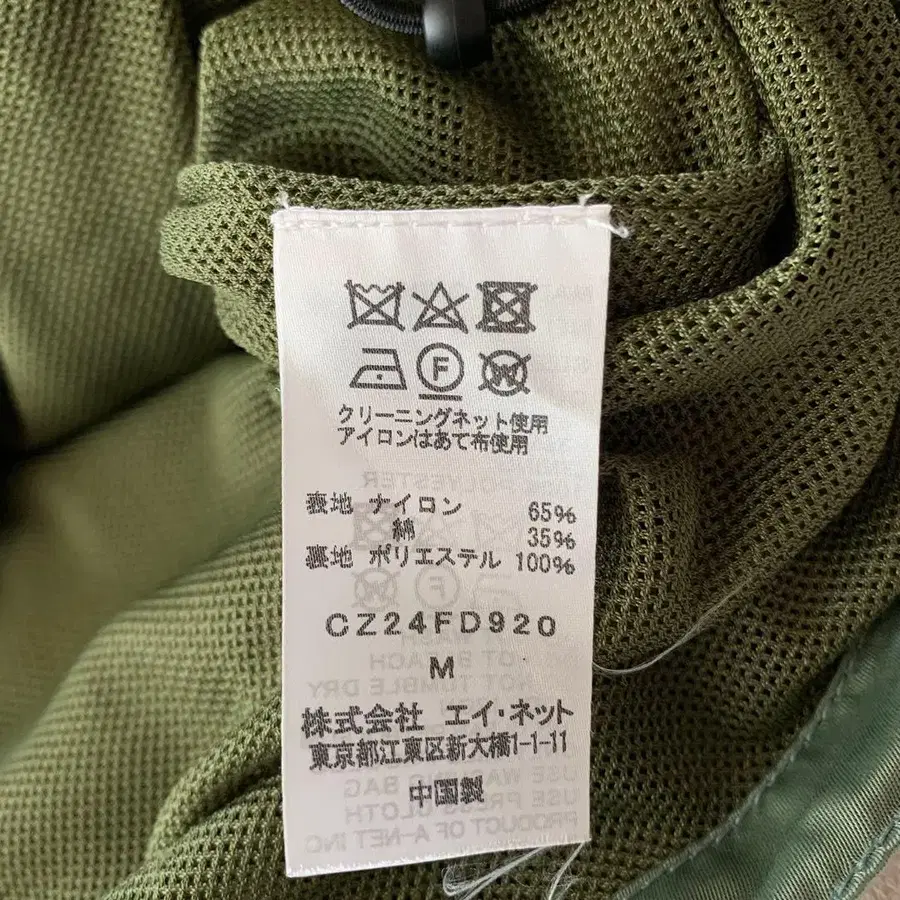 F
W
クリーニングネット使用
アイロンはあて布使用
表地 ナイロン 65%
綿 35%
裏地 ポリエステル 100%
CZ24FD920
M
株式会社 エイ・ネット
東京都江東区新大橋1-1-11
中国製